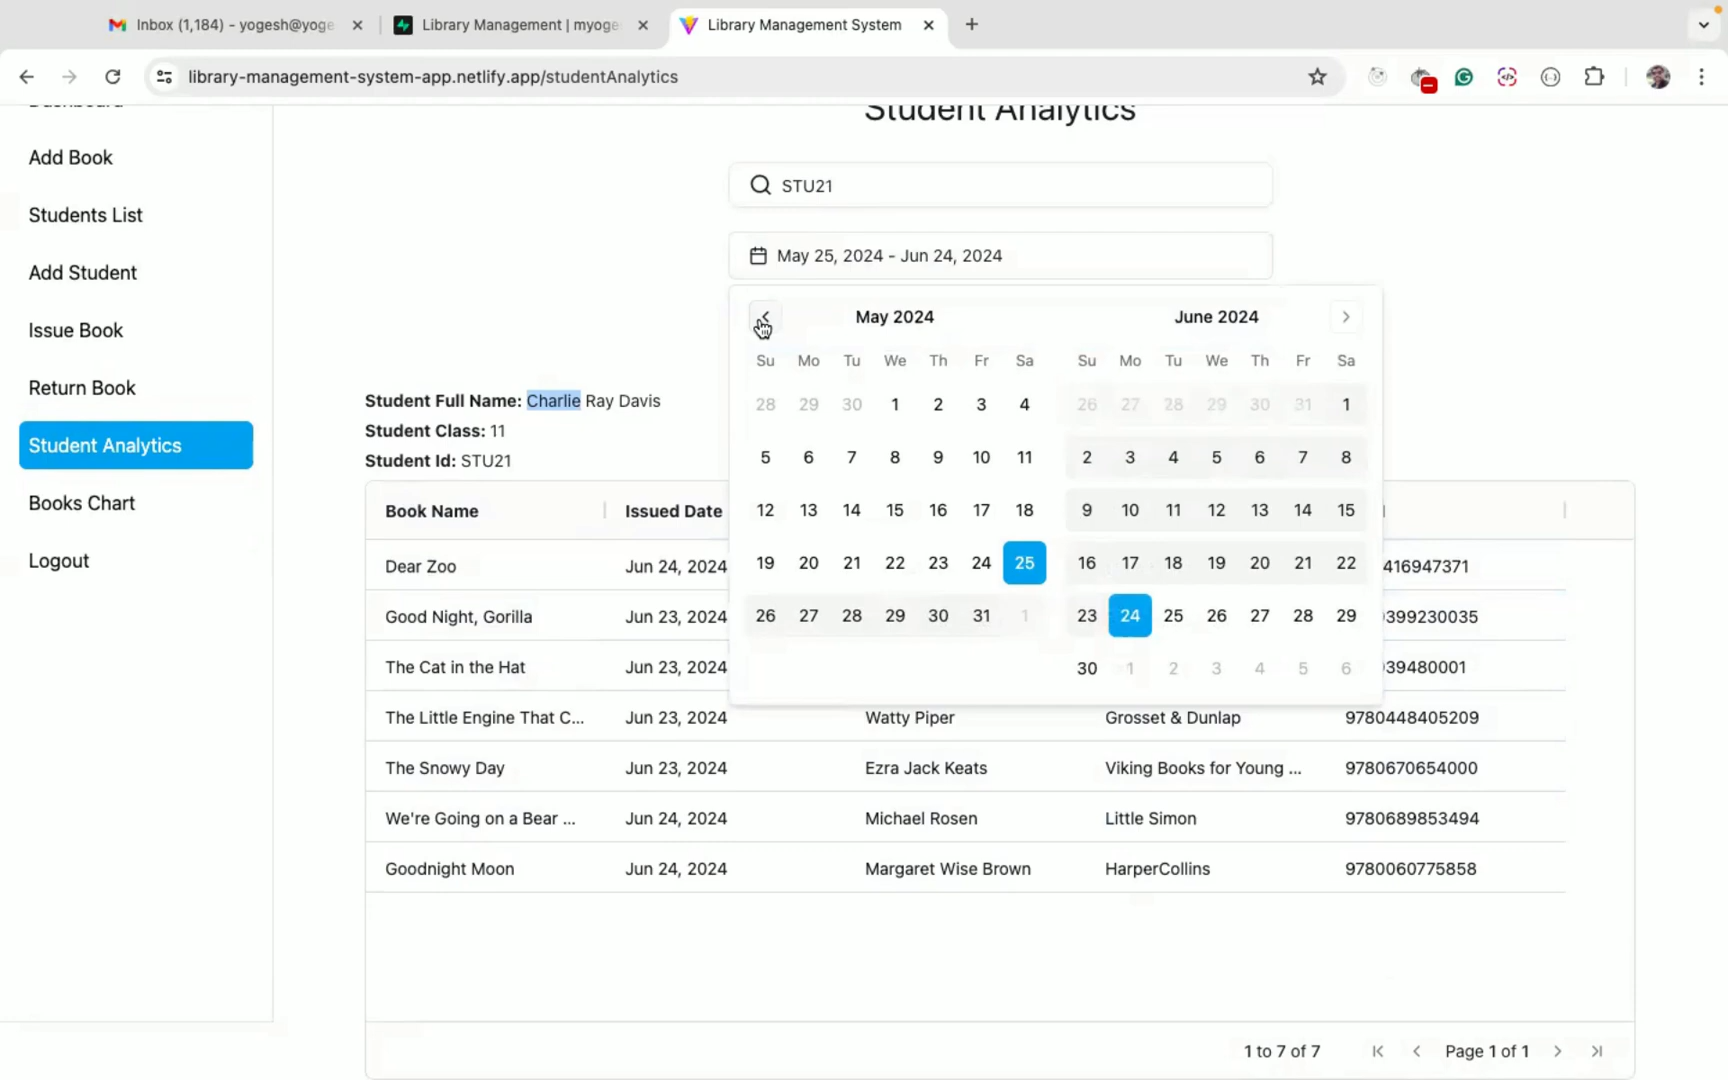 Inbox (1,184) - yogesh@yoge
Library Management | myoge
Library Management System
library-management-system-app.netlify.app/studentAnalytics
Dashboard
Add Book
Students List
Add Student
Issue Book
Return Book
Student Analytics
Books Chart
Logout
Student Analytics
STU21
May 25, 2024 - Jun 24, 2024
May 2024 June 2024
Su Mo Tu We Th Fr Sa Su Mo Tu We Th Fr Sa
28 29 30 1 2 3 4 26 27 28 29 30 31 1
5 6 7 8 9 10 11 2 3 4 5 6 7 8
12 13 14 15 16 17 18 9 10 11 12 13 14 15
19 20 21 22 23 24 25 16 17 18 19 20 21 22
26 27 28 29 30 31 1 23 24 25 26 27 28 29
30 1 2 3 4 5 6
Student Full Name: Charlie Ray Davis
Student Class: 11
Student Id: STU21
Book Name Issued Date
Dear Zoo Jun 24, 2024 416947371
Good Night, Gorilla Jun 23, 2024 399230035
The Cat in the Hat Jun 23, 2024 39480001
The Little Engine That C... Jun 23, 2024 Watty Piper Grosset & Dunlap 9780448405209
The Snowy Day Jun 23, 2024 Ezra Jack Keats Viking Books for Young ... 9780670654000
We're Going on a Bear ... Jun 24, 2024 Michael Rosen Little Simon 9780689853494
Goodnight Moon Jun 24, 2024 Margaret Wise Brown HarperCollins 9780060775858
1 to 7 of 7 Page 1 of 1